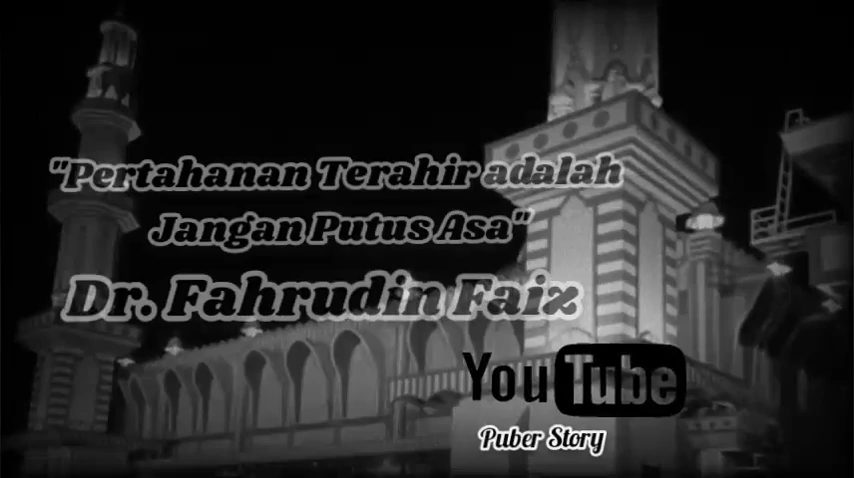 "Pertahanan Terahir adalah
Jangan Putus Asa"
Dr. Fahrudin Faiz
YouTube
Puber Story